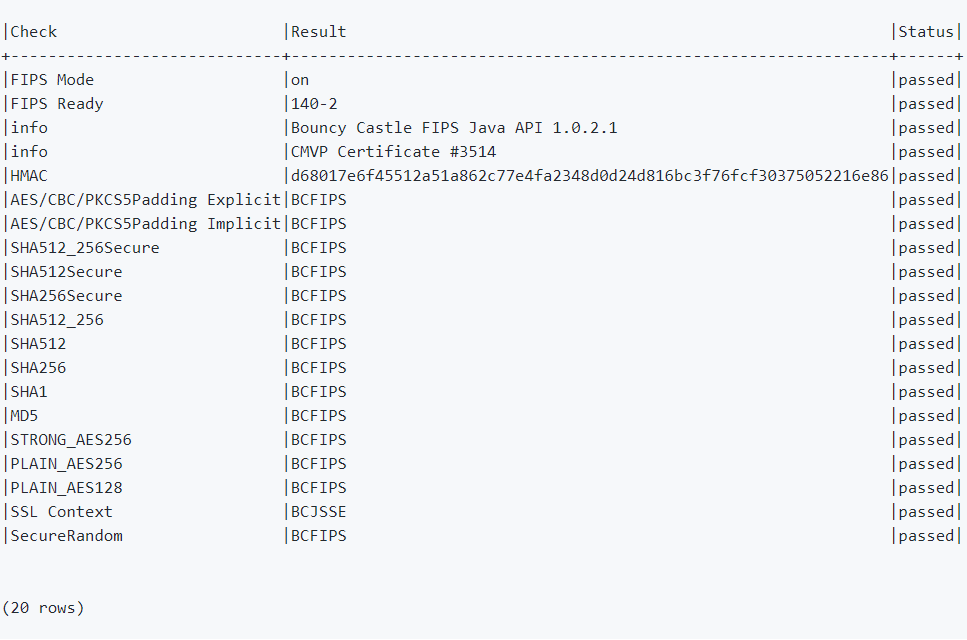 |Check                        |Result                                                          |Status|
+-----------------------------+----------------------------------------------------------------+------+
|FIPS Mode                    |on                                                              |passed|
|FIPS Ready                   |140-2                                                           |passed|
|info                         |Bouncy Castle FIPS Java API 1.0.2.1                             |passed|
|info                         |CMVP Certificate #3514                                          |passed|
|HMAC                         |d68017e6f45512a51a862c77e4fa2348d0d24d816bc3f76fcf30375052216e86|passed|
|AES/CBC/PKCS5Padding Explicit|BCFIPS                                                          |passed|
|AES/CBC/PKCS5Padding Implicit|BCFIPS                                                          |passed|
|SHA512_256Secure             |BCFIPS                                                          |passed|
|SHA512Secure                 |BCFIPS                                                          |passed|
|SHA256Secure                 |BCFIPS                                                          |passed|
|SHA512_256                   |BCFIPS                                                          |passed|
|SHA512                       |BCFIPS                                                          |passed|
|SHA256                       |BCFIPS                                                          |passed|
|SHA1                         |BCFIPS                                                          |passed|
|MD5                          |BCFIPS                                                          |passed|
|STRONG_AES256                |BCFIPS                                                          |passed|
|PLAIN_AES256                 |BCFIPS                                                          |passed|
|PLAIN_AES128                 |BCFIPS                                                          |passed|
|SSL Context                  |BCJSSE                                                          |passed|
|SecureRandom                 |BCFIPS                                                          |passed|
(20 rows)